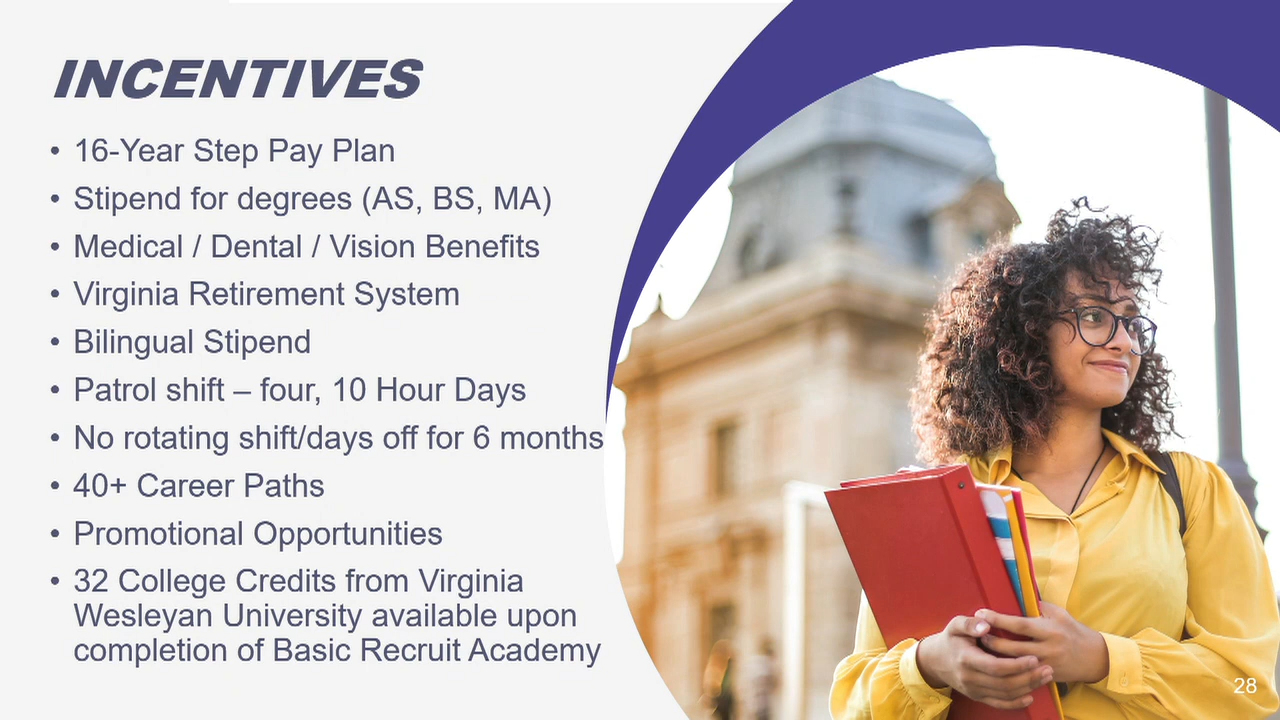 INCENTIVES
• 16-Year Step Pay Plan
• Stipend for degrees (AS, BS, MA)
• Medical / Dental / Vision Benefits
• Virginia Retirement System
• Bilingual Stipend
• Patrol shift – four, 10 Hour Days
• No rotating shift/days off for 6 months
• 40+ Career Paths
• Promotional Opportunities
• 32 College Credits from Virginia
Wesleyan University available upon
completion of Basic Recruit Academy
28